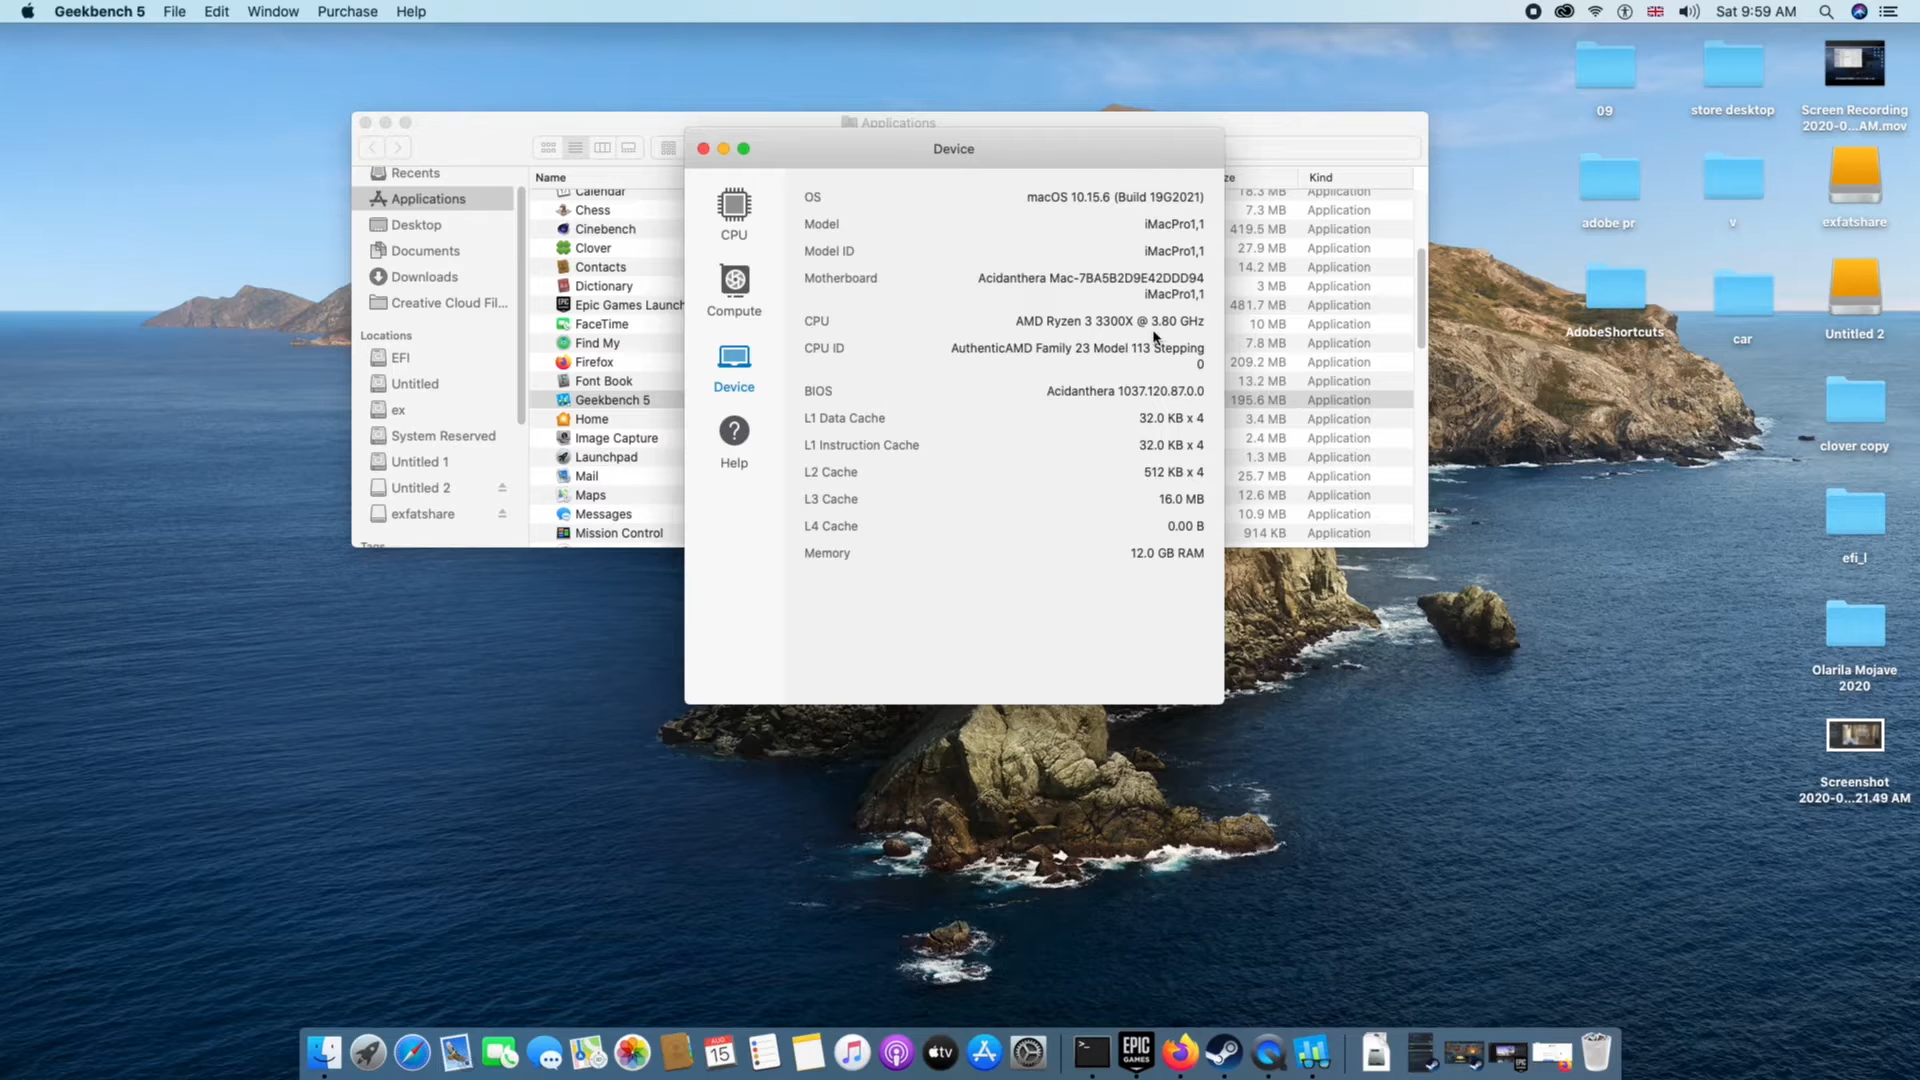 Geekbench 5 File Edit Window Purchase Help
Sat 9:59 AM
09
store desktop
Screen Recording
2020-0...AM.mov
adobe pr
v
exfatshare
AdobeShortcuts
car
Untitled 2
clover copy
efi_l
Olarila Mojave
2020
Screenshot
2020-0...21.49 AM
Applications
Recents
Applications
Desktop
Documents
Downloads
Creative Cloud Fil...
Locations
EFI
Untitled
ex
System Reserved
Untitled 1
Untitled 2
exfatshare
Tags
Name
Kind
Calendar 18.3 MB Application
Chess 7.3 MB Application
Cinebench 419.5 MB Application
Clover 27.9 MB Application
Contacts 14.2 MB Application
Dictionary 3 MB Application
Epic Games Launch 481.7 MB Application
FaceTime 10 MB Application
Find My 7.8 MB Application
Firefox 209.2 MB Application
Font Book 13.2 MB Application
Geekbench 5 195.6 MB Application
Home 3.4 MB Application
Image Capture 2.4 MB Application
Launchpad 1.3 MB Application
Mail 25.7 MB Application
Maps 12.6 MB Application
Messages 10.9 MB Application
Mission Control 914 KB Application
Device
CPU
Compute
Device
Help
OS macOS 10.15.6 (Build 19G2021)
Model iMacPro1,1
Model ID iMacPro1,1
Motherboard Acidanthera Mac-7BA5B2D9E42DDD94
iMacPro1,1
CPU AMD Ryzen 3 3300X @ 3.80 GHz
CPU ID AuthenticAMD Family 23 Model 113 Stepping
0
BIOS Acidanthera 1037.120.87.0.0
L1 Data Cache 32.0 KB x 4
L1 Instruction Cache 32.0 KB x 4
L2 Cache 512 KB x 4
L3 Cache 16.0 MB
L4 Cache 0.00 B
Memory 12.0 GB RAM
AUG
15
tv
EPIC
GAMES